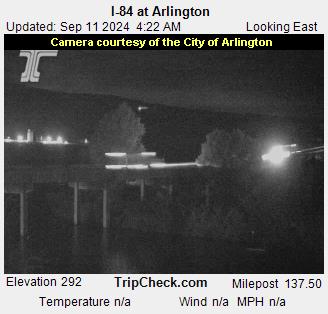 I-84 at Arlington
Updated: Sep 11 2024 4:22 AM Looking East
Camera courtesy of the City of Arlington
Elevation 292 TripCheck.com Milepost 137.50
Temperature n/a Wind n/a MPH n/a